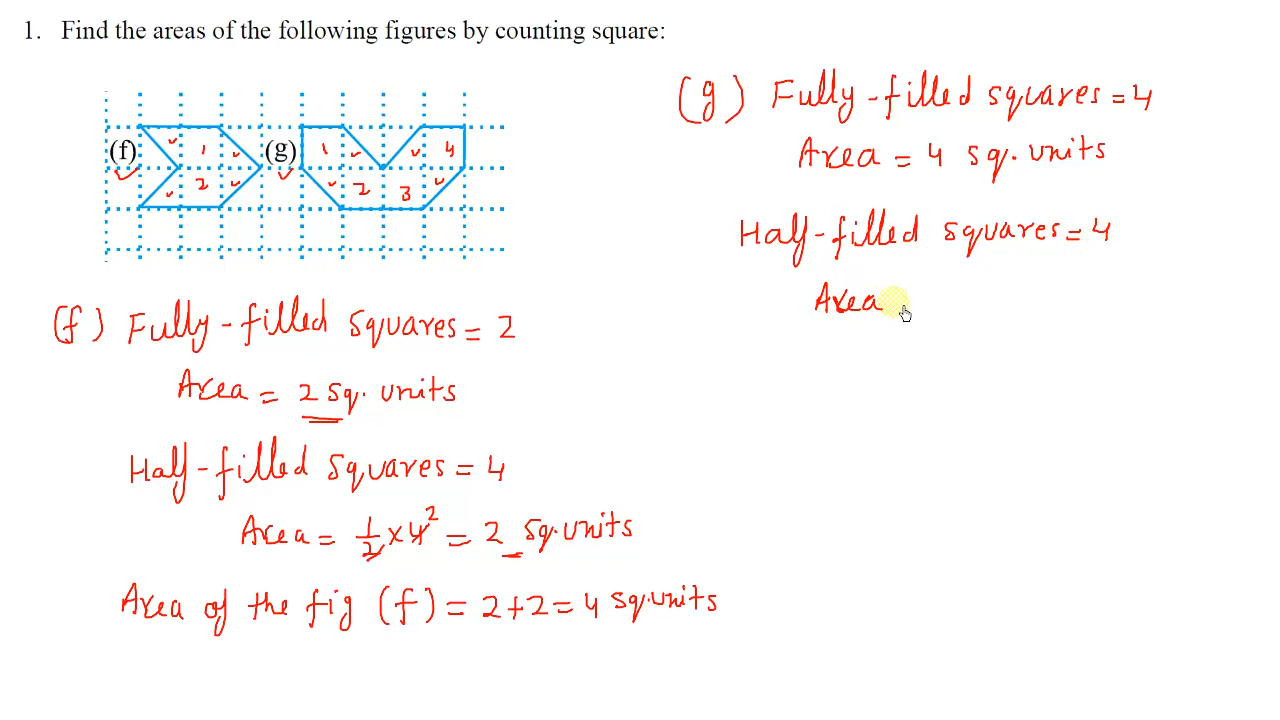 1. Find the areas of the following figures by counting square:
(f) 1 2 (g) 1 2 3 4
(f) Fully-filled squares = 2
Area = 2 sq. units
Half-filled squares = 4
Area = 1/2 x 4 2 = 2 sq. units
Area of the fig (f) = 2+2 = 4 sq. units
(g) Fully-filled squares = 4
Area = 4 sq. units
Half-filled squares = 4
Area